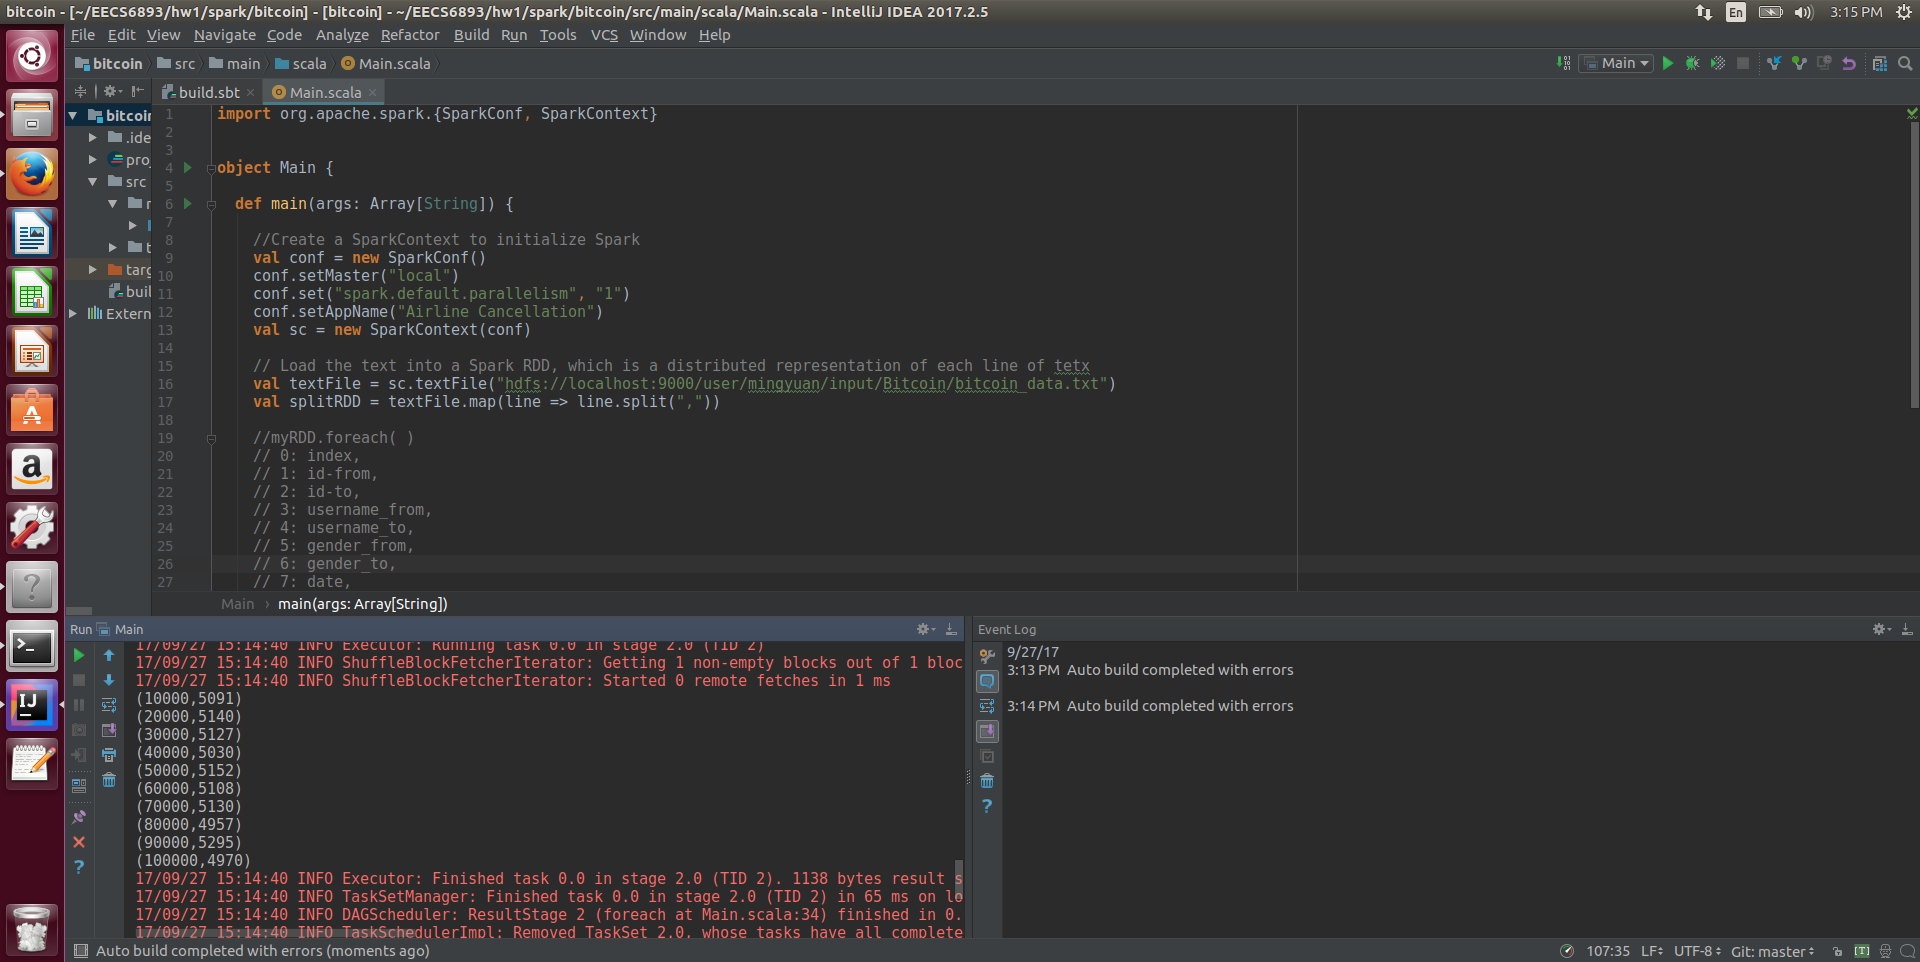 bitcoin - [~/EECS6893/hw1/spark/bitcoin] - [bitcoin] - ~/EECS6893/hw1/spark/bitcoin/src/main/scala/Main.scala - IntelliJ IDEA 2017.2.5
En
3:15 PM
File Edit View Navigate Code Analyze Refactor Build Run Tools VCS Window Help
bitcoin src main scala Main.scala
Main
build.sbt Main.scala
bitcoin
.ide
proj
src
targ
buil
Extern
1 import org.apache.spark.{SparkConf, SparkContext}
2
3
4 object Main {
5
6 def main(args: Array[String]) {
7
8 //Create a SparkContext to initialize Spark
9 val conf = new SparkConf()
10 conf.setMaster("local")
11 conf.set("spark.default.parallelism", "1")
12 conf.setAppName("Airline Cancellation")
13 val sc = new SparkContext(conf)
14
15 // Load the text into a Spark RDD, which is a distributed representation of each line of tetx
16 val textFile = sc.textFile("hdfs://localhost:9000/user/mingyuan/input/Bitcoin/bitcoin_data.txt")
17 val splitRDD = textFile.map(line => line.split(","))
18
19 //myRDD.foreach( )
20 // 0: index,
21 // 1: id-from,
22 // 2: id-to,
23 // 3: username_from,
24 // 4: username_to,
25 // 5: gender_from,
26 // 6: gender_to,
27 // 7: date,
Main › main(args: Array[String])
Run Main
17/09/27 15:14:40 INFO Executor: Running task 0.0 in stage 2.0 (TID 2)
17/09/27 15:14:40 INFO ShuffleBlockFetcherIterator: Getting 1 non-empty blocks out of 1 bloc
17/09/27 15:14:40 INFO ShuffleBlockFetcherIterator: Started 0 remote fetches in 1 ms
(10000,5091)
(20000,5140)
(30000,5127)
(40000,5030)
(50000,5152)
(60000,5108)
(70000,5130)
(80000,4957)
(90000,5295)
(100000,4970)
17/09/27 15:14:40 INFO Executor: Finished task 0.0 in stage 2.0 (TID 2). 1138 bytes result s
17/09/27 15:14:40 INFO TaskSetManager: Finished task 0.0 in stage 2.0 (TID 2) in 65 ms on lo
17/09/27 15:14:40 INFO DAGScheduler: ResultStage 2 (foreach at Main.scala:34) finished in 0.
17/09/27 15:14:40 INFO TaskSchedulerImpl: Removed TaskSet 2.0, whose tasks have all complete
Event Log
9/27/17
3:13 PM Auto build completed with errors
3:14 PM Auto build completed with errors
Auto build completed with errors (moments ago)
107:35 LF UTF-8 Git: master [T]